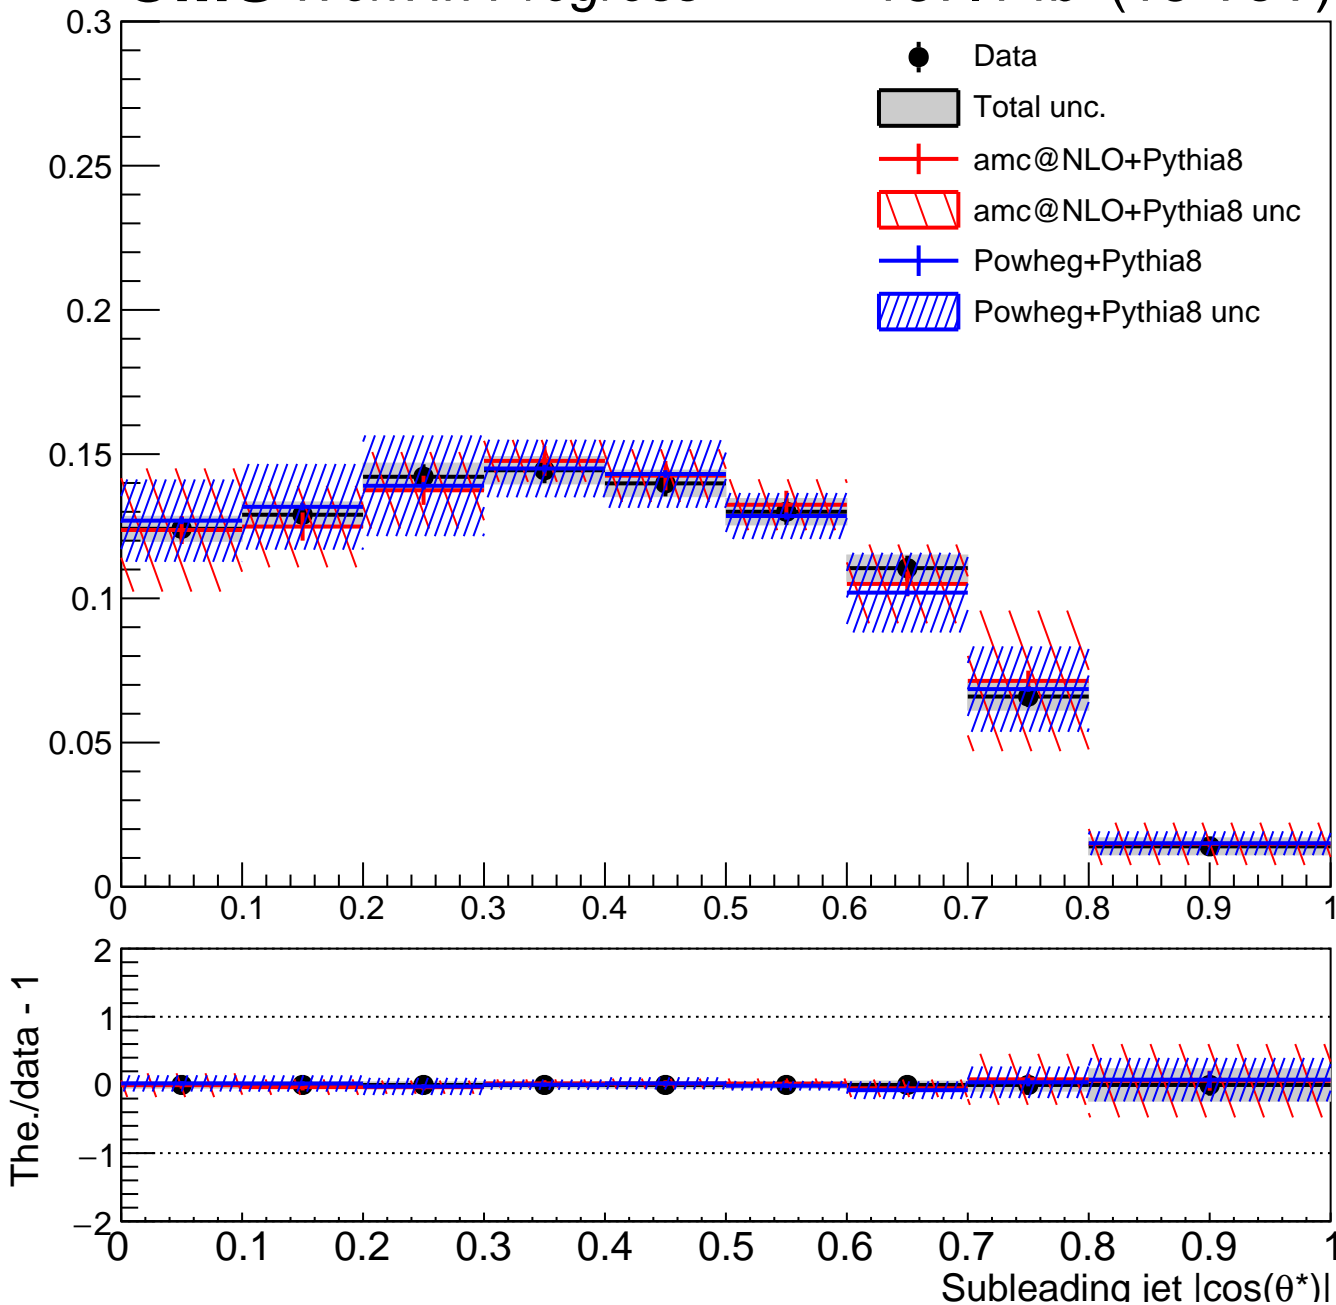 Data
Total unc.
amc@NLO+Pythia8
amc@NLO+Pythia8 unc
Powheg+Pythia8
Powheg+Pythia8 unc
0.3
0.25
0.2
0.15
0.1
0.05
0
0 0.1 0.2 0.3 0.4 0.5 0.6 0.7 0.8 0.9 1
The./data - 1
2
1
0
−1
−2
0 0.1 0.2 0.3 0.4 0.5 0.6 0.7 0.8 0.9 1
Subleading jet |cos(θ*)|